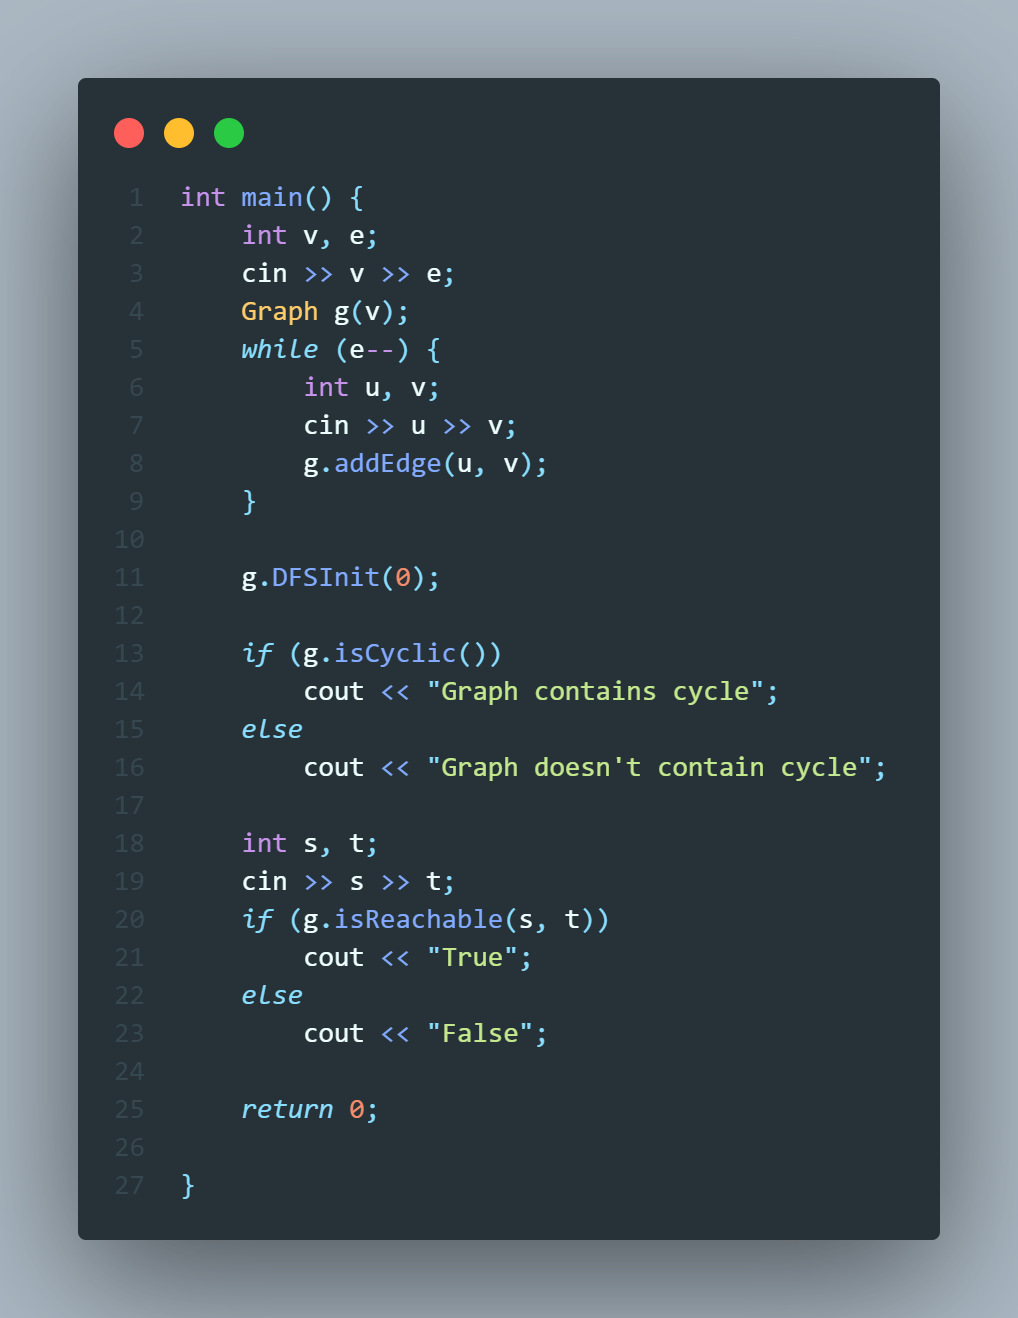 1 int main() {
2     int v, e;
3     cin >> v >> e;
4     Graph g(v);
5     while (e--) {
6         int u, v;
7         cin >> u >> v;
8         g.addEdge(u, v);
9     }
10
11     g.DFSInit(0);
12
13     if (g.isCyclic())
14         cout << "Graph contains cycle";
15     else
16         cout << "Graph doesn't contain cycle";
17
18     int s, t;
19     cin >> s >> t;
20     if (g.isReachable(s, t))
21         cout << "True";
22     else
23         cout << "False";
24
25     return 0;
26
27 }